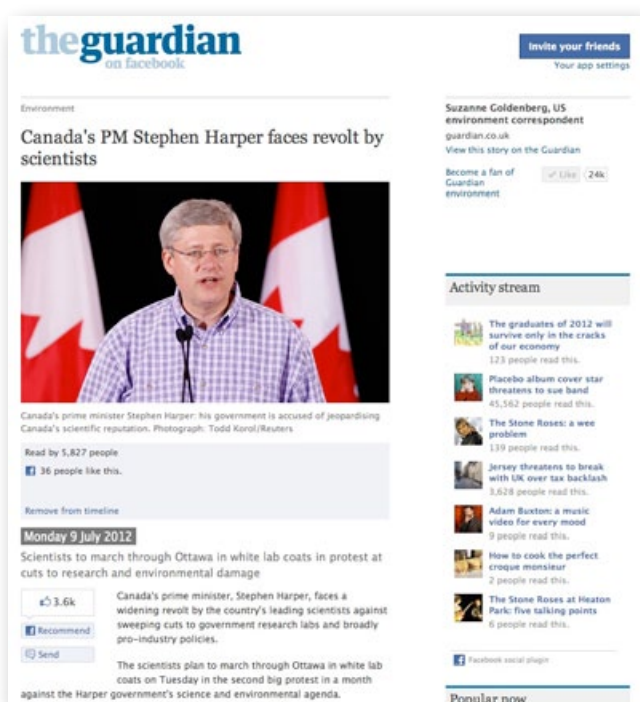 theguardian
on facebook
Invite your friends
Your app settings
Environment
Canada's PM Stephen Harper faces revolt by
scientists
Canada's prime minister Stephen Harper: his government is accused of jeopardising
Canada's scientific reputation. Photograph: Todd Korol/Reuters
Read by 5,827 people
36 people like this.
Remove from timeline
Monday 9 July 2012
Scientists to march through Ottawa in white lab coats in protest at
cuts to research and environmental damage
3.6k
Recommend
Send
Canada's prime minister, Stephen Harper, faces a
widening revolt by the country's leading scientists against
sweeping cuts to government research labs and broadly
pro-industry policies.
The scientists plan to march through Ottawa in white lab
coats on Tuesday in the second big protest in a month
against the Harper government's science and environmental agenda.
Suzanne Goldenberg, US
environment correspondent
guardian.co.uk
View this story on the Guardian
Become a fan of
Guardian
environment
Like
24k
Activity stream
The graduates of 2012 will
survive only in the cracks
of our economy
123 people read this.
Placebo album cover star
threatens to sue band
45,562 people read this.
The Stone Roses: a wee
problem
139 people read this.
Jersey threatens to break
with UK over tax backlash
3,628 people read this.
Adam Buxton: a music
video for every mood
9 people read this.
How to cook the perfect
croque monsieur
2 people read this.
The Stone Roses at Heaton
Park: five talking points
6 people read this.
Facebook social plugin
Popular now